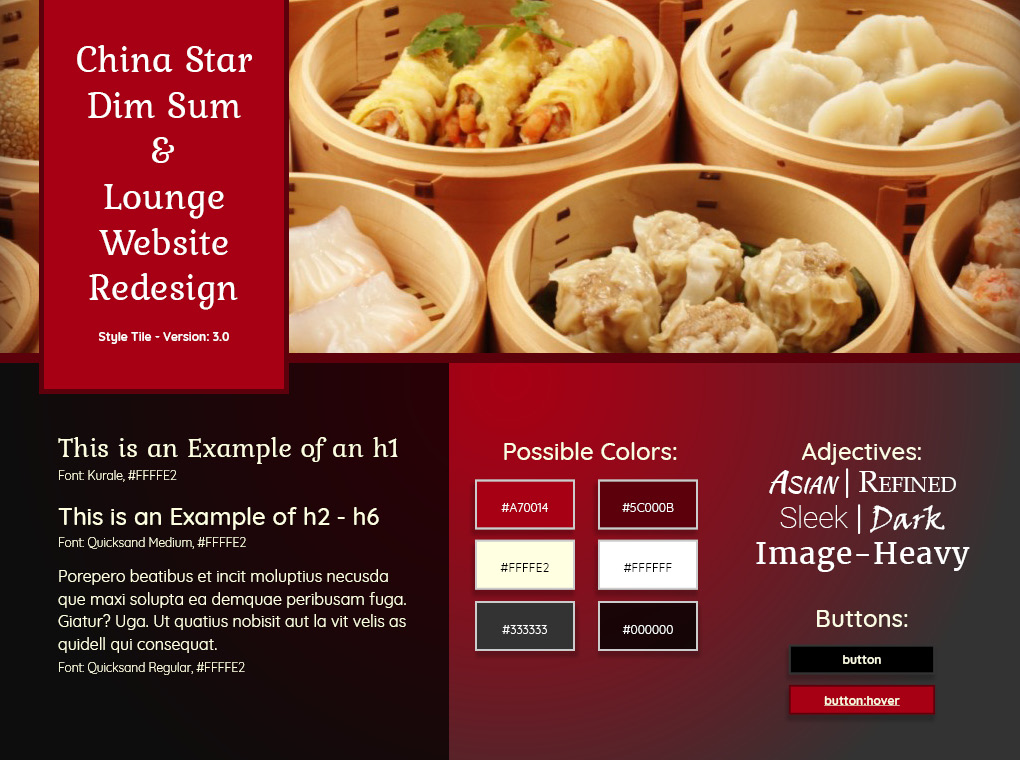 China Star
Dim Sum
&
Lounge
Website
Redesign
Style Tile - Version: 3.0
This is an Example of an h1
Font: Kurale, #FFFFE2
This is an Example of h2 - h6
Font: Quicksand Medium, #FFFFE2
Porepero beatibus et incit moluptius necusda
que maxi solupta ea demquae peribusam fuga.
Giatur? Uga. Ut quatius nobisit aut la vit velis as
quidell qui consequat.
Font: Quicksand Regular, #FFFFE2
Possible Colors:
#A70014
#5C000B
#FFFFE2
#FFFFFF
#333333
#000000
Adjectives:
Asian | Refined
Sleek | Dark
Image-Heavy
Buttons:
button
button:hover